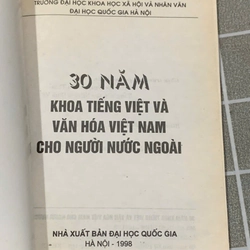 TRƯỜNG ĐẠI HỌC KHOA HỌC XÃ HỘI VÀ NHÂN VĂN
ĐẠI HỌC QUỐC GIA HÀ NỘI
30 NĂM
KHOA TIẾNG VIỆT VÀ
VĂN HÓA VIỆT NAM
CHO NGƯỜI NƯỚC NGOÀI
NHÀ XUẤT BẢN ĐẠI HỌC QUỐC GIA
HÀ NỘI - 1998